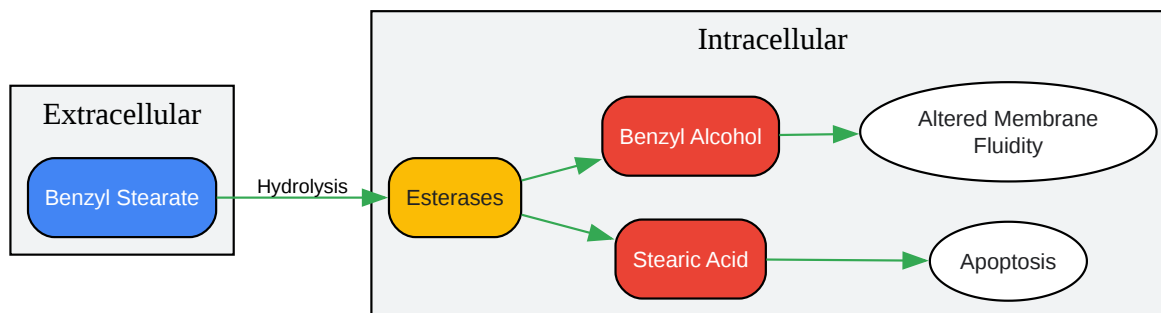 Intracellular
Extracellular
Benzyl Stearate
Hydrolysis
Esterases
Benzyl Alcohol
Altered Membrane
Fluidity
Stearic Acid
Apoptosis